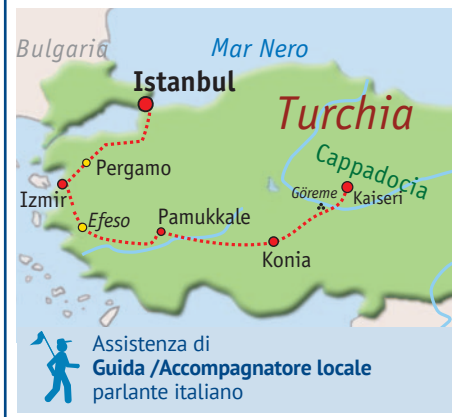 Bulgaria
Mar Nero
Istanbul
Turchia
Cappadocia
Pergamo
Göreme
Kaiseri
Izmir
Efeso
Pamukkale
Konia
Assistenza di
Guida /Accompagnatore locale
parlante italiano